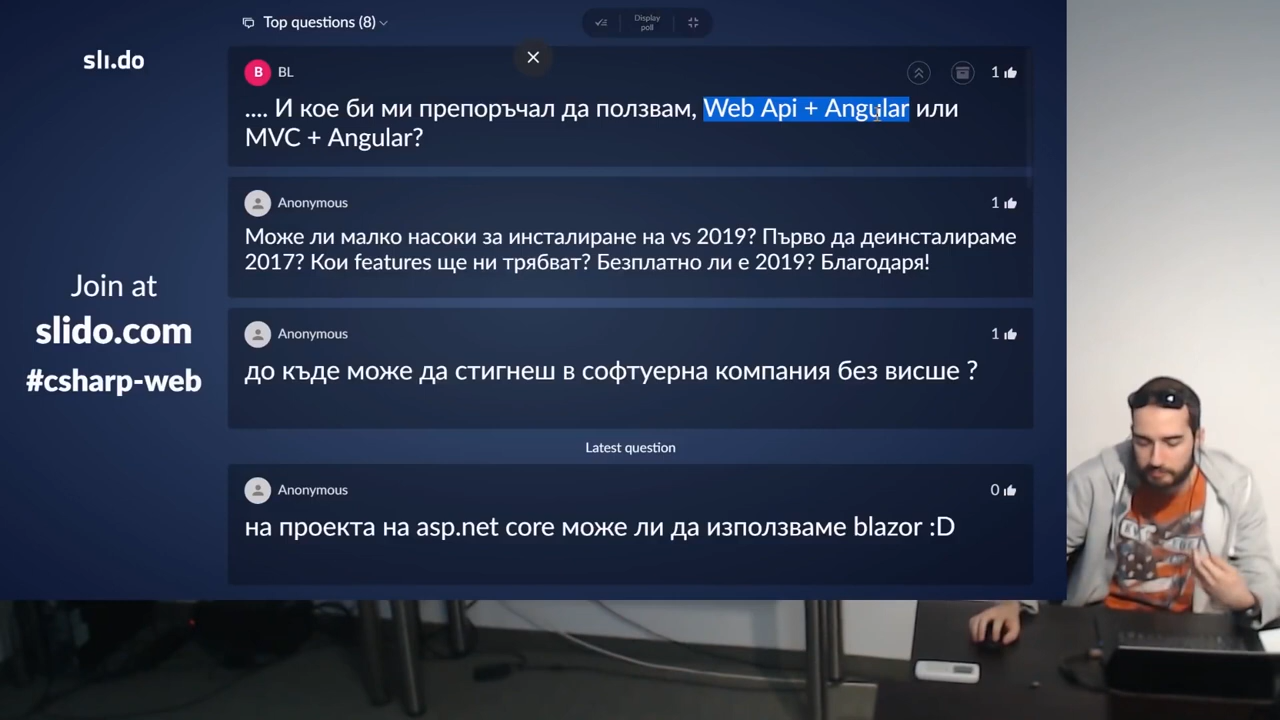 Top questions (8)
Display
poll
sli.do
B BL
1
.... И кое би ми препоръчал да ползвам, Web Api + Angular или
MVC + Angular?
Anonymous
1
Може ли малко насоки за инсталиране на vs 2019? Първо да деинсталираме
2017? Кои features ще ни трябват? Безплатно ли е 2019? Благодаря!
Join at
slido.com
#csharp-web
Anonymous
1
до къде може да стигнеш в софтуерна компания без висше ?
Latest question
Anonymous
0
на проекта на asp.net core може ли да използваме blazor :D